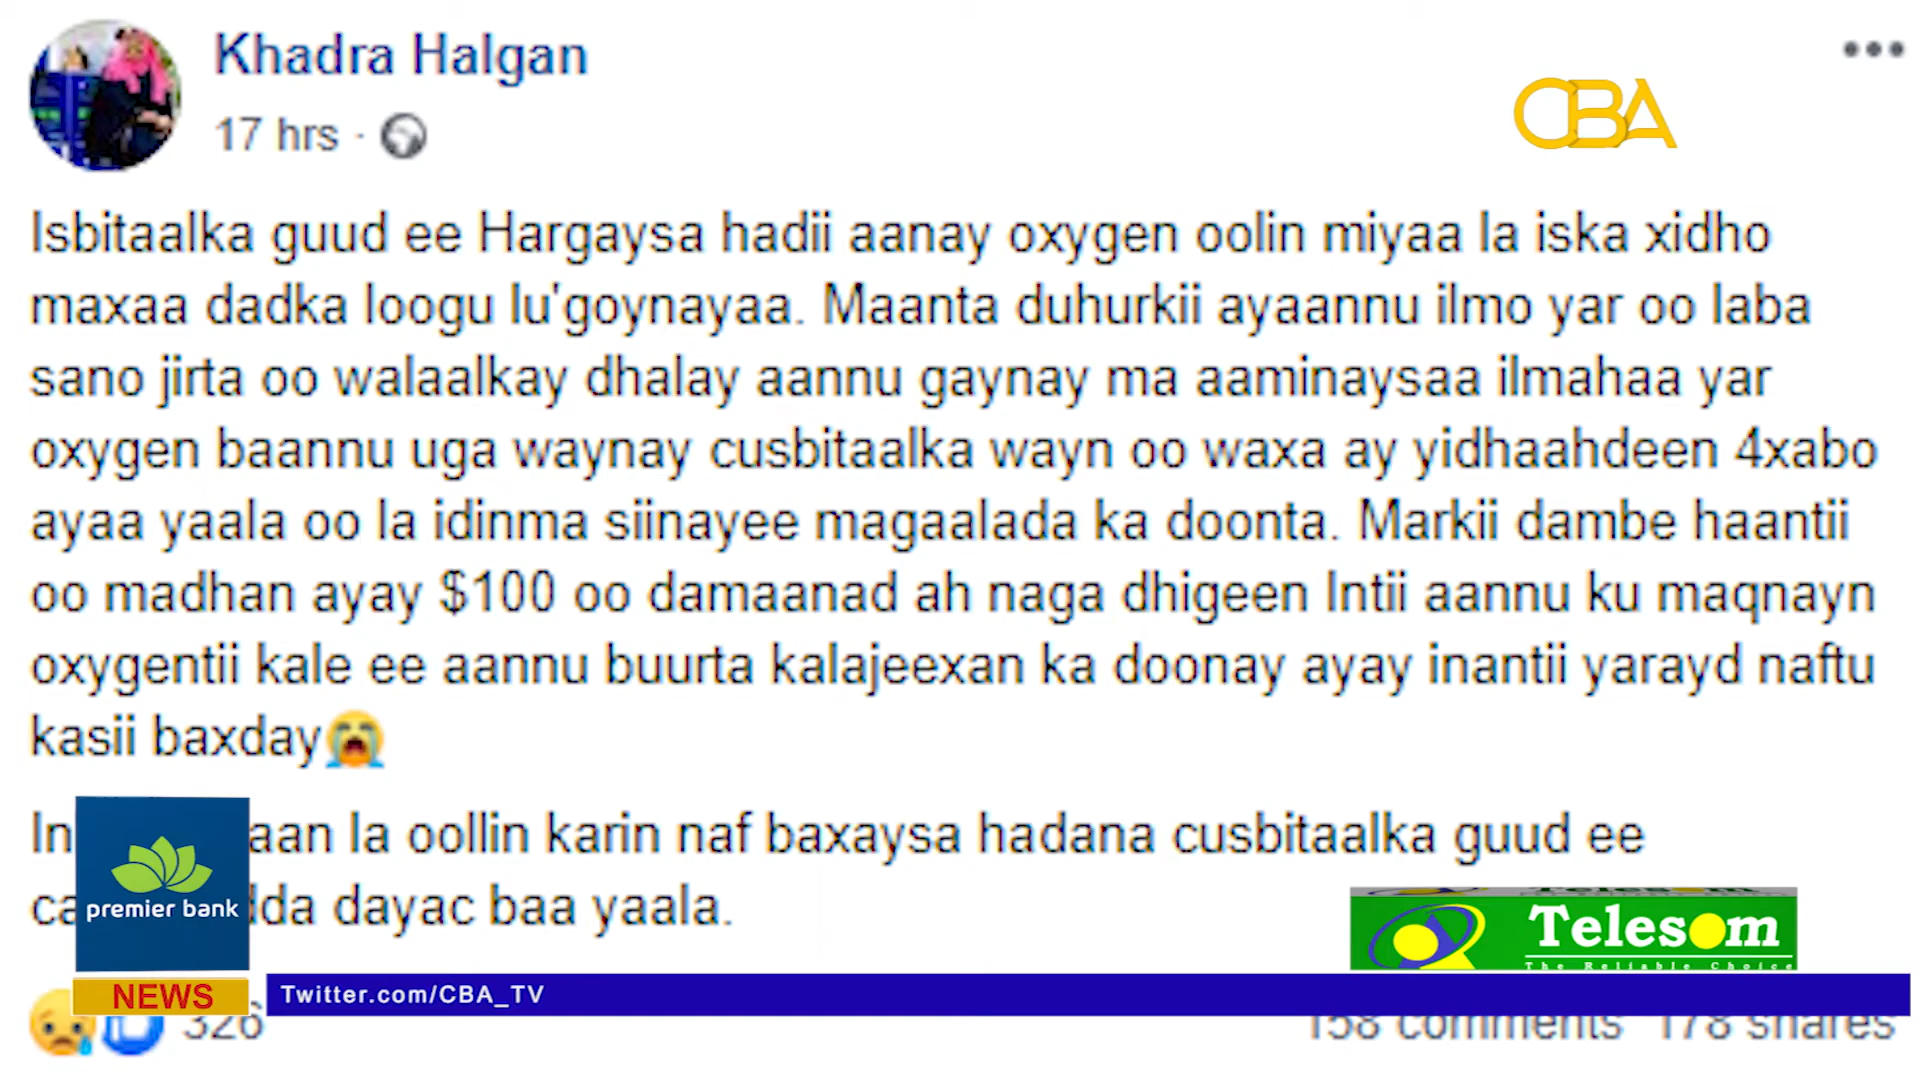 Khadra Halgan
17 hrs ·
CBA
Isbitaalka guud ee Hargaysa hadii aanay oxygen oolin miyaa la iska xidho
maxaa dadka loogu lu'goynayaa. Maanta duhurkii ayaannu ilmo yar oo laba
sano jirta oo walaalkay dhalay aannu gaynay ma aaminaysaa ilmahaa yar
oxygen baannu uga waynay cusbitaalka wayn oo waxa ay yidhaahdeen 4xabo
ayaa yaala oo la idinma siinayee magaalada ka doonta. Markii dambe haantii
oo madhan ayay $100 oo damaanad ah naga dhigeen Intii aannu ku maqnayn
oxygentii kale ee aannu buurta kalajeexan ka doonay ayay inantii yarayd naftu
kasii baxday😭
la oollin karin naf baxaysa hadana cusbitaalka guud ee
dayac baa yaala.
premier bank
Telesom
The Reliable Choice
NEWS
Twitter.com/CBA_TV
326
158 comments 178 shares